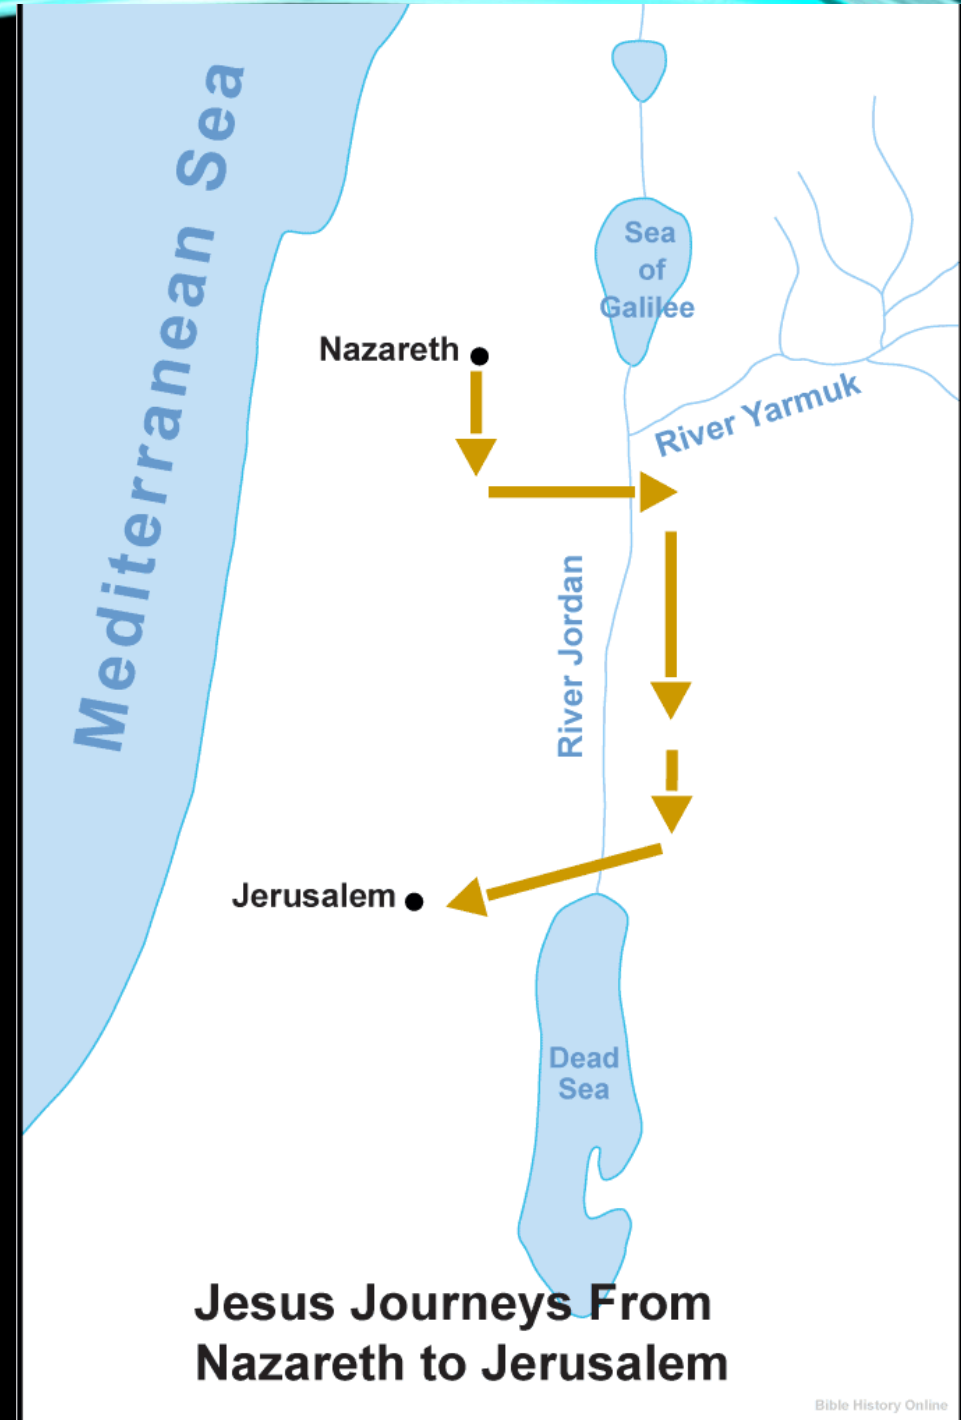 Mediterranean Sea
Sea
of
Galilee
Nazareth
River Yarmuk
River Jordan
Jerusalem
Dead
Sea
Jesus Journeys From
Nazareth to Jerusalem
Bible History Online